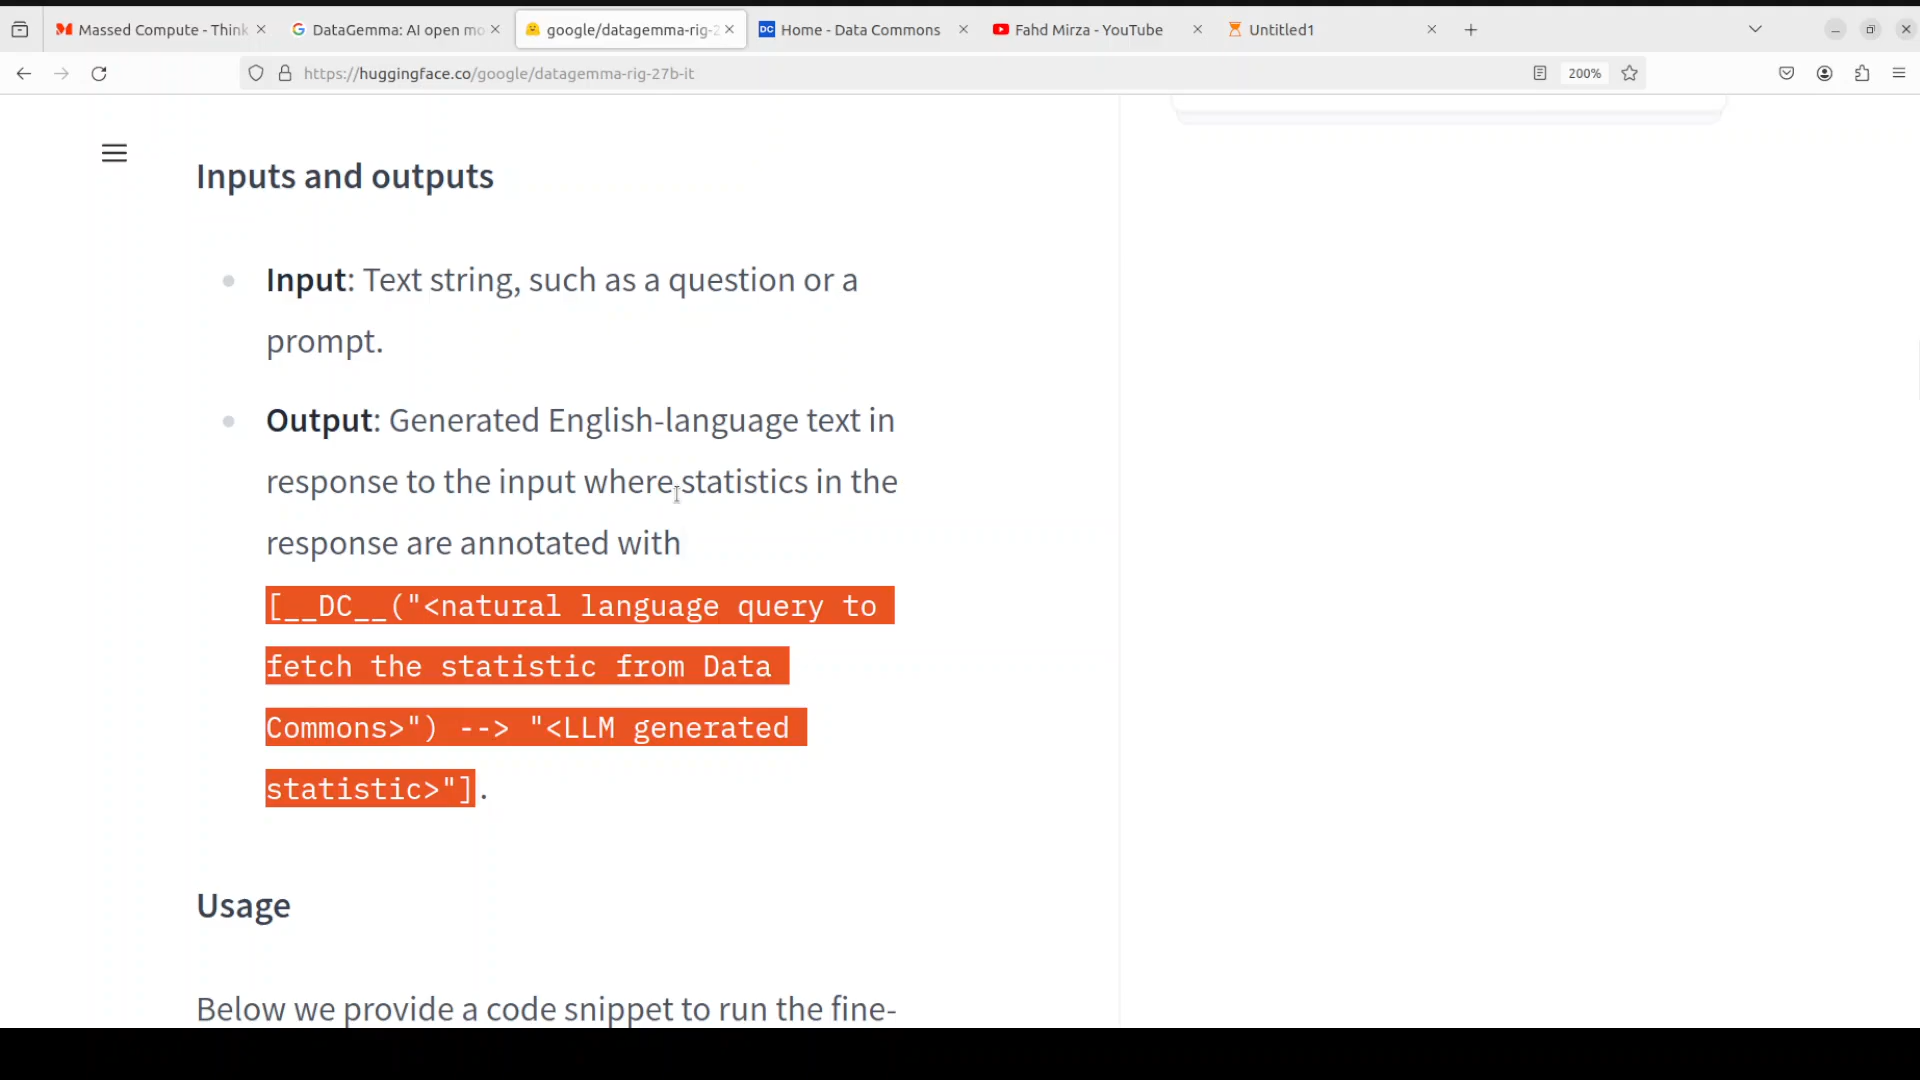 Massed Compute - Think
DataGemma: AI open mo
google/datagemma-rig-2
DC Home - Data Commons
Fahd Mirza - YouTube
Untitled1
https://huggingface.co/google/datagemma-rig-27b-it
200%
Inputs and outputs
Input: Text string, such as a question or a
prompt.
Output: Generated English-language text in
response to the input where statistics in the
response are annotated with
[__DC__("<natural language query to
fetch the statistic from Data
Commons>") --> "<LLM generated
statistic>"].
Usage
Below we provide a code snippet to run the fine-